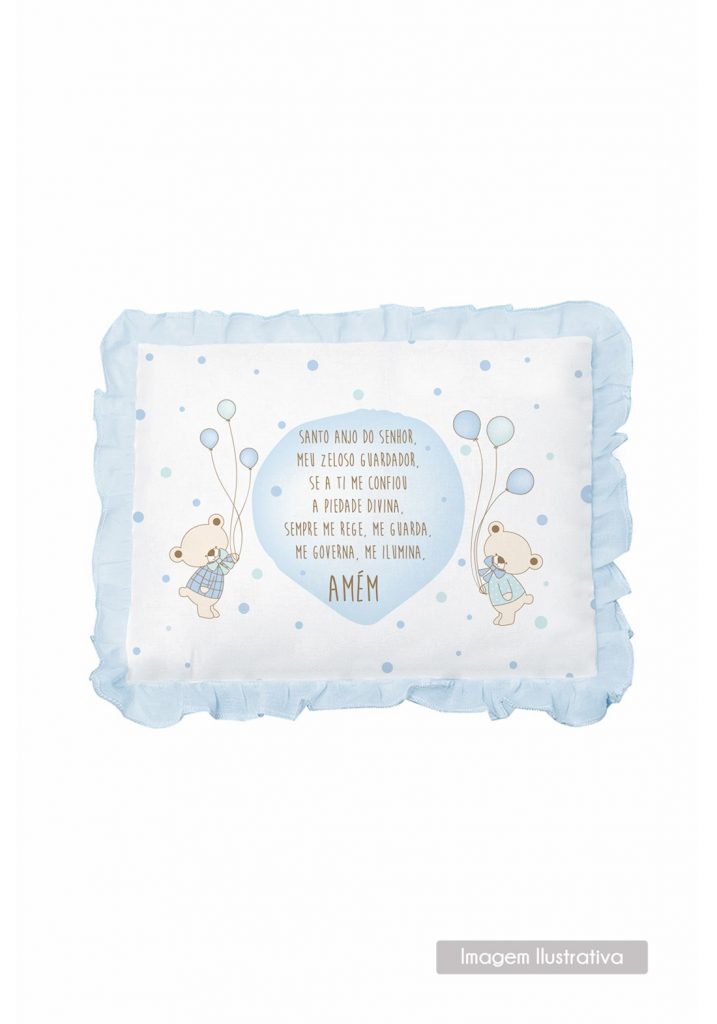 SANTO ANJO DO SENHOR,
MEU ZELOSO GUARDADOR,
SE A TI ME CONFIOU
A PIEDADE DIVINA,
SEMPRE ME REGE, ME GUARDA,
ME GOVERNA, ME ILUMINA,
AMÉM
Imagem Ilustrativa